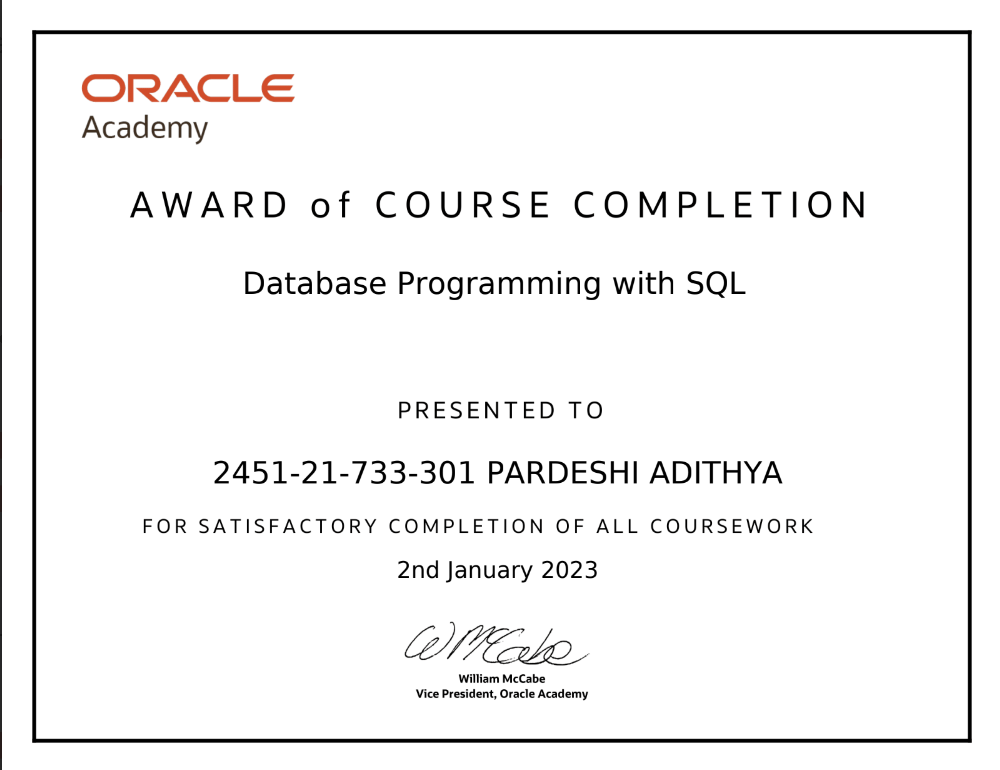 ORACLE
Academy
AWARD of COURSE COMPLETION
Database Programming with SQL
PRESENTED TO
2451-21-733-301 PARDESHI ADITHYA
FOR SATISFACTORY COMPLETION OF ALL COURSEWORK
2nd January 2023
W McCabe
William McCabe
Vice President, Oracle Academy